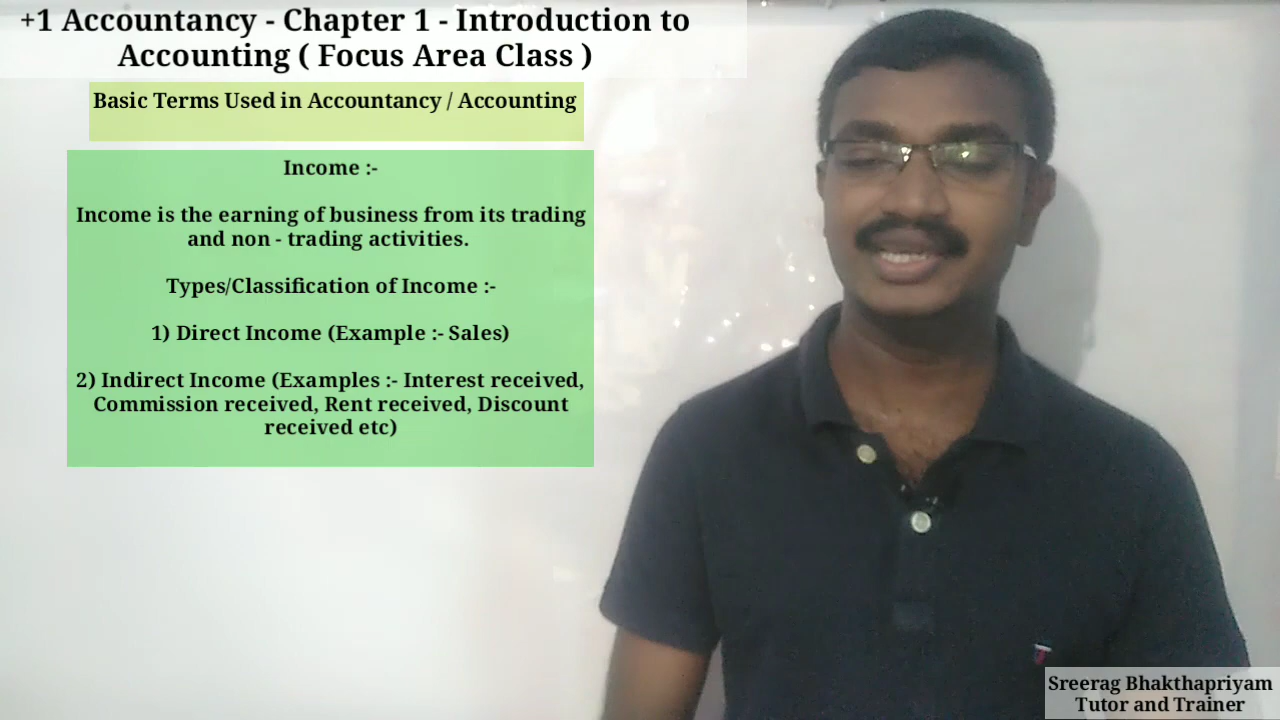 +1 Accountancy - Chapter 1 - Introduction to
Accounting ( Focus Area Class )
Basic Terms Used in Accountancy / Accounting
Income :-
Income is the earning of business from its trading
and non - trading activities.
Types/Classification of Income :-
1) Direct Income (Example :- Sales)
2) Indirect Income (Examples :- Interest received,
Commission received, Rent received, Discount
received etc)
Sreerag Bhakthapriyam
Tutor and Trainer